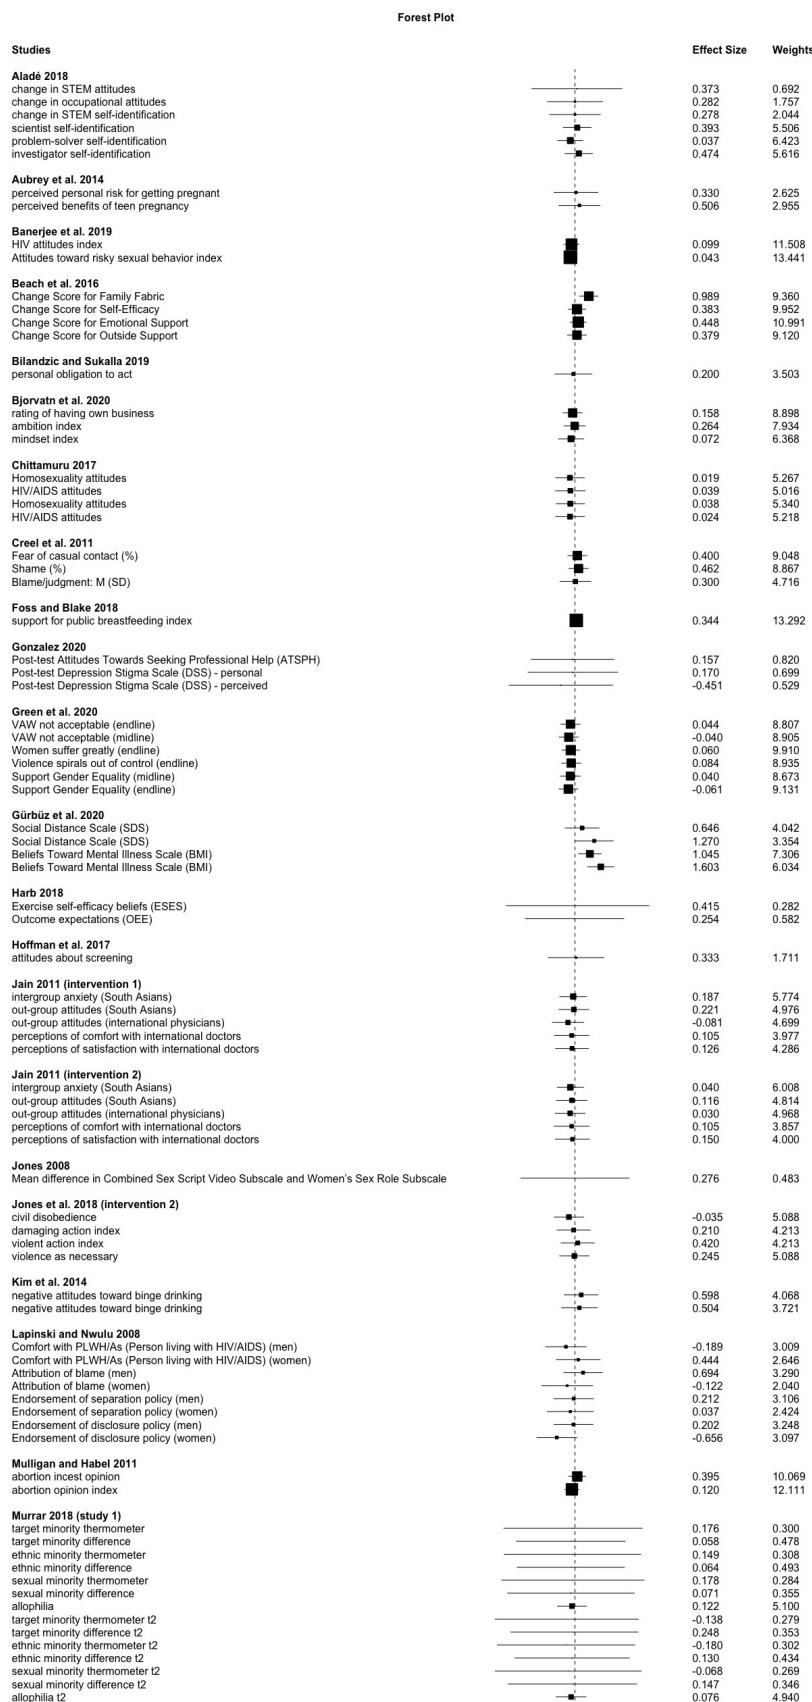 Forest Plot
Studies Effect Size Weights
Aladé 2018
change in STEM attitudes 0.373 0.692
change in occupational attitudes 0.282 1.757
change in STEM self-identification 0.278 2.044
scientist self-identification 0.393 5.506
problem-solver self-identification 0.037 6.423
investigator self-identification 0.474 5.616
Aubrey et al. 2014
perceived personal risk for getting pregnant 0.330 2.625
perceived benefits of teen pregnancy 0.506 2.955
Banerjee et al. 2019
HIV attitudes index 0.099 11.508
Attitudes toward risky sexual behavior index 0.043 13.441
Beach et al. 2016
Change Score for Family Fabric 0.989 9.360
Change Score for Self-Efficacy 0.383 9.952
Change Score for Emotional Support 0.448 10.991
Change Score for Outside Support 0.379 9.120
Bilandzic and Sukalla 2019
personal obligation to act 0.200 3.503
Bjorvatn et al. 2020
rating of having own business 0.158 8.898
ambition index 0.264 7.934
mindset index 0.072 6.368
Chittamuru 2017
Homosexuality attitudes 0.019 5.267
HIV/AIDS attitudes 0.039 5.016
Homosexuality attitudes 0.038 5.340
HIV/AIDS attitudes 0.024 5.218
Creel et al. 2011
Fear of casual contact (%) 0.400 9.048
Shame (%) 0.462 8.867
Blame/judgment: M (SD) 0.300 4.716
Foss and Blake 2018
support for public breastfeeding index 0.344 13.292
Gonzalez 2020
Post-test Attitudes Towards Seeking Professional Help (ATSPH) 0.157 0.820
Post-test Depression Stigma Scale (DSS) - personal 0.170 0.699
Post-test Depression Stigma Scale (DSS) - perceived -0.451 0.529
Green et al. 2020
VAW not acceptable (endline) 0.044 8.807
VAW not acceptable (midline) -0.040 8.905
Women suffer greatly (endline) 0.060 9.910
Violence spirals out of control (endline) 0.084 8.935
Support Gender Equality (midline) 0.040 8.673
Support Gender Equality (endline) -0.061 9.131
Gürbüz et al. 2020
Social Distance Scale (SDS) 0.646 4.042
Social Distance Scale (SDS) 1.270 3.354
Beliefs Toward Mental Illness Scale (BMI) 1.045 7.306
Beliefs Toward Mental Illness Scale (BMI) 1.603 6.034
Harb 2018
Exercise self-efficacy beliefs (ESES) 0.415 0.282
Outcome expectations (OEE) 0.254 0.582
Hoffman et al. 2017
attitudes about screening 0.333 1.711
Jain 2011 (intervention 1)
intergroup anxiety (South Asians) 0.187 5.774
out-group attitudes (South Asians) 0.221 4.976
out-group attitudes (international physicians) -0.081 4.699
perceptions of comfort with international doctors 0.105 3.977
perceptions of satisfaction with international doctors 0.126 4.286
Jain 2011 (intervention 2)
intergroup anxiety (South Asians) 0.040 6.008
out-group attitudes (South Asians) 0.116 4.814
out-group attitudes (international physicians) 0.030 4.968
perceptions of comfort with international doctors 0.105 3.857
perceptions of satisfaction with international doctors 0.150 4.000
Jones 2008
Mean difference in Combined Sex Script Video Subscale and Women's Sex Role Subscale 0.276 0.483
Jones et al. 2018 (intervention 2)
civil disobedience -0.035 5.088
damaging action index 0.210 4.213
violent action index 0.420 4.213
violence as necessary 0.245 5.088
Kim et al. 2014
negative attitudes toward binge drinking 0.598 4.068
negative attitudes toward binge drinking 0.504 3.721
Lapinski and Nwulu 2008
Comfort with PLWH/As (Person living with HIV/AIDS) (men) -0.189 3.009
Comfort with PLWH/As (Person living with HIV/AIDS) (women) 0.444 2.646
Attribution of blame (men) 0.694 3.290
Attribution of blame (women) -0.122 2.040
Endorsement of separation policy (men) 0.212 3.106
Endorsement of separation policy (women) 0.037 2.424
Endorsement of disclosure policy (men) 0.202 3.248
Endorsement of disclosure policy (women) -0.656 3.097
Mulligan and Habel 2011
abortion incest opinion 0.395 10.069
abortion opinion index 0.120 12.111
Murrar 2018 (study 1)
target minority thermometer 0.176 0.300
target minority difference 0.058 0.478
ethnic minority thermometer 0.149 0.308
ethnic minority difference 0.064 0.493
sexual minority thermometer 0.178 0.284
sexual minority difference 0.071 0.355
allophilia 0.122 5.100
target minority thermometer t2 -0.138 0.279
target minority difference t2 0.248 0.353
ethnic minority thermometer t2 -0.180 0.302
ethnic minority difference t2 0.130 0.434
sexual minority thermometer t2 -0.068 0.269
sexual minority difference t2 0.147 0.346
allophilia t2 0.076 4.940